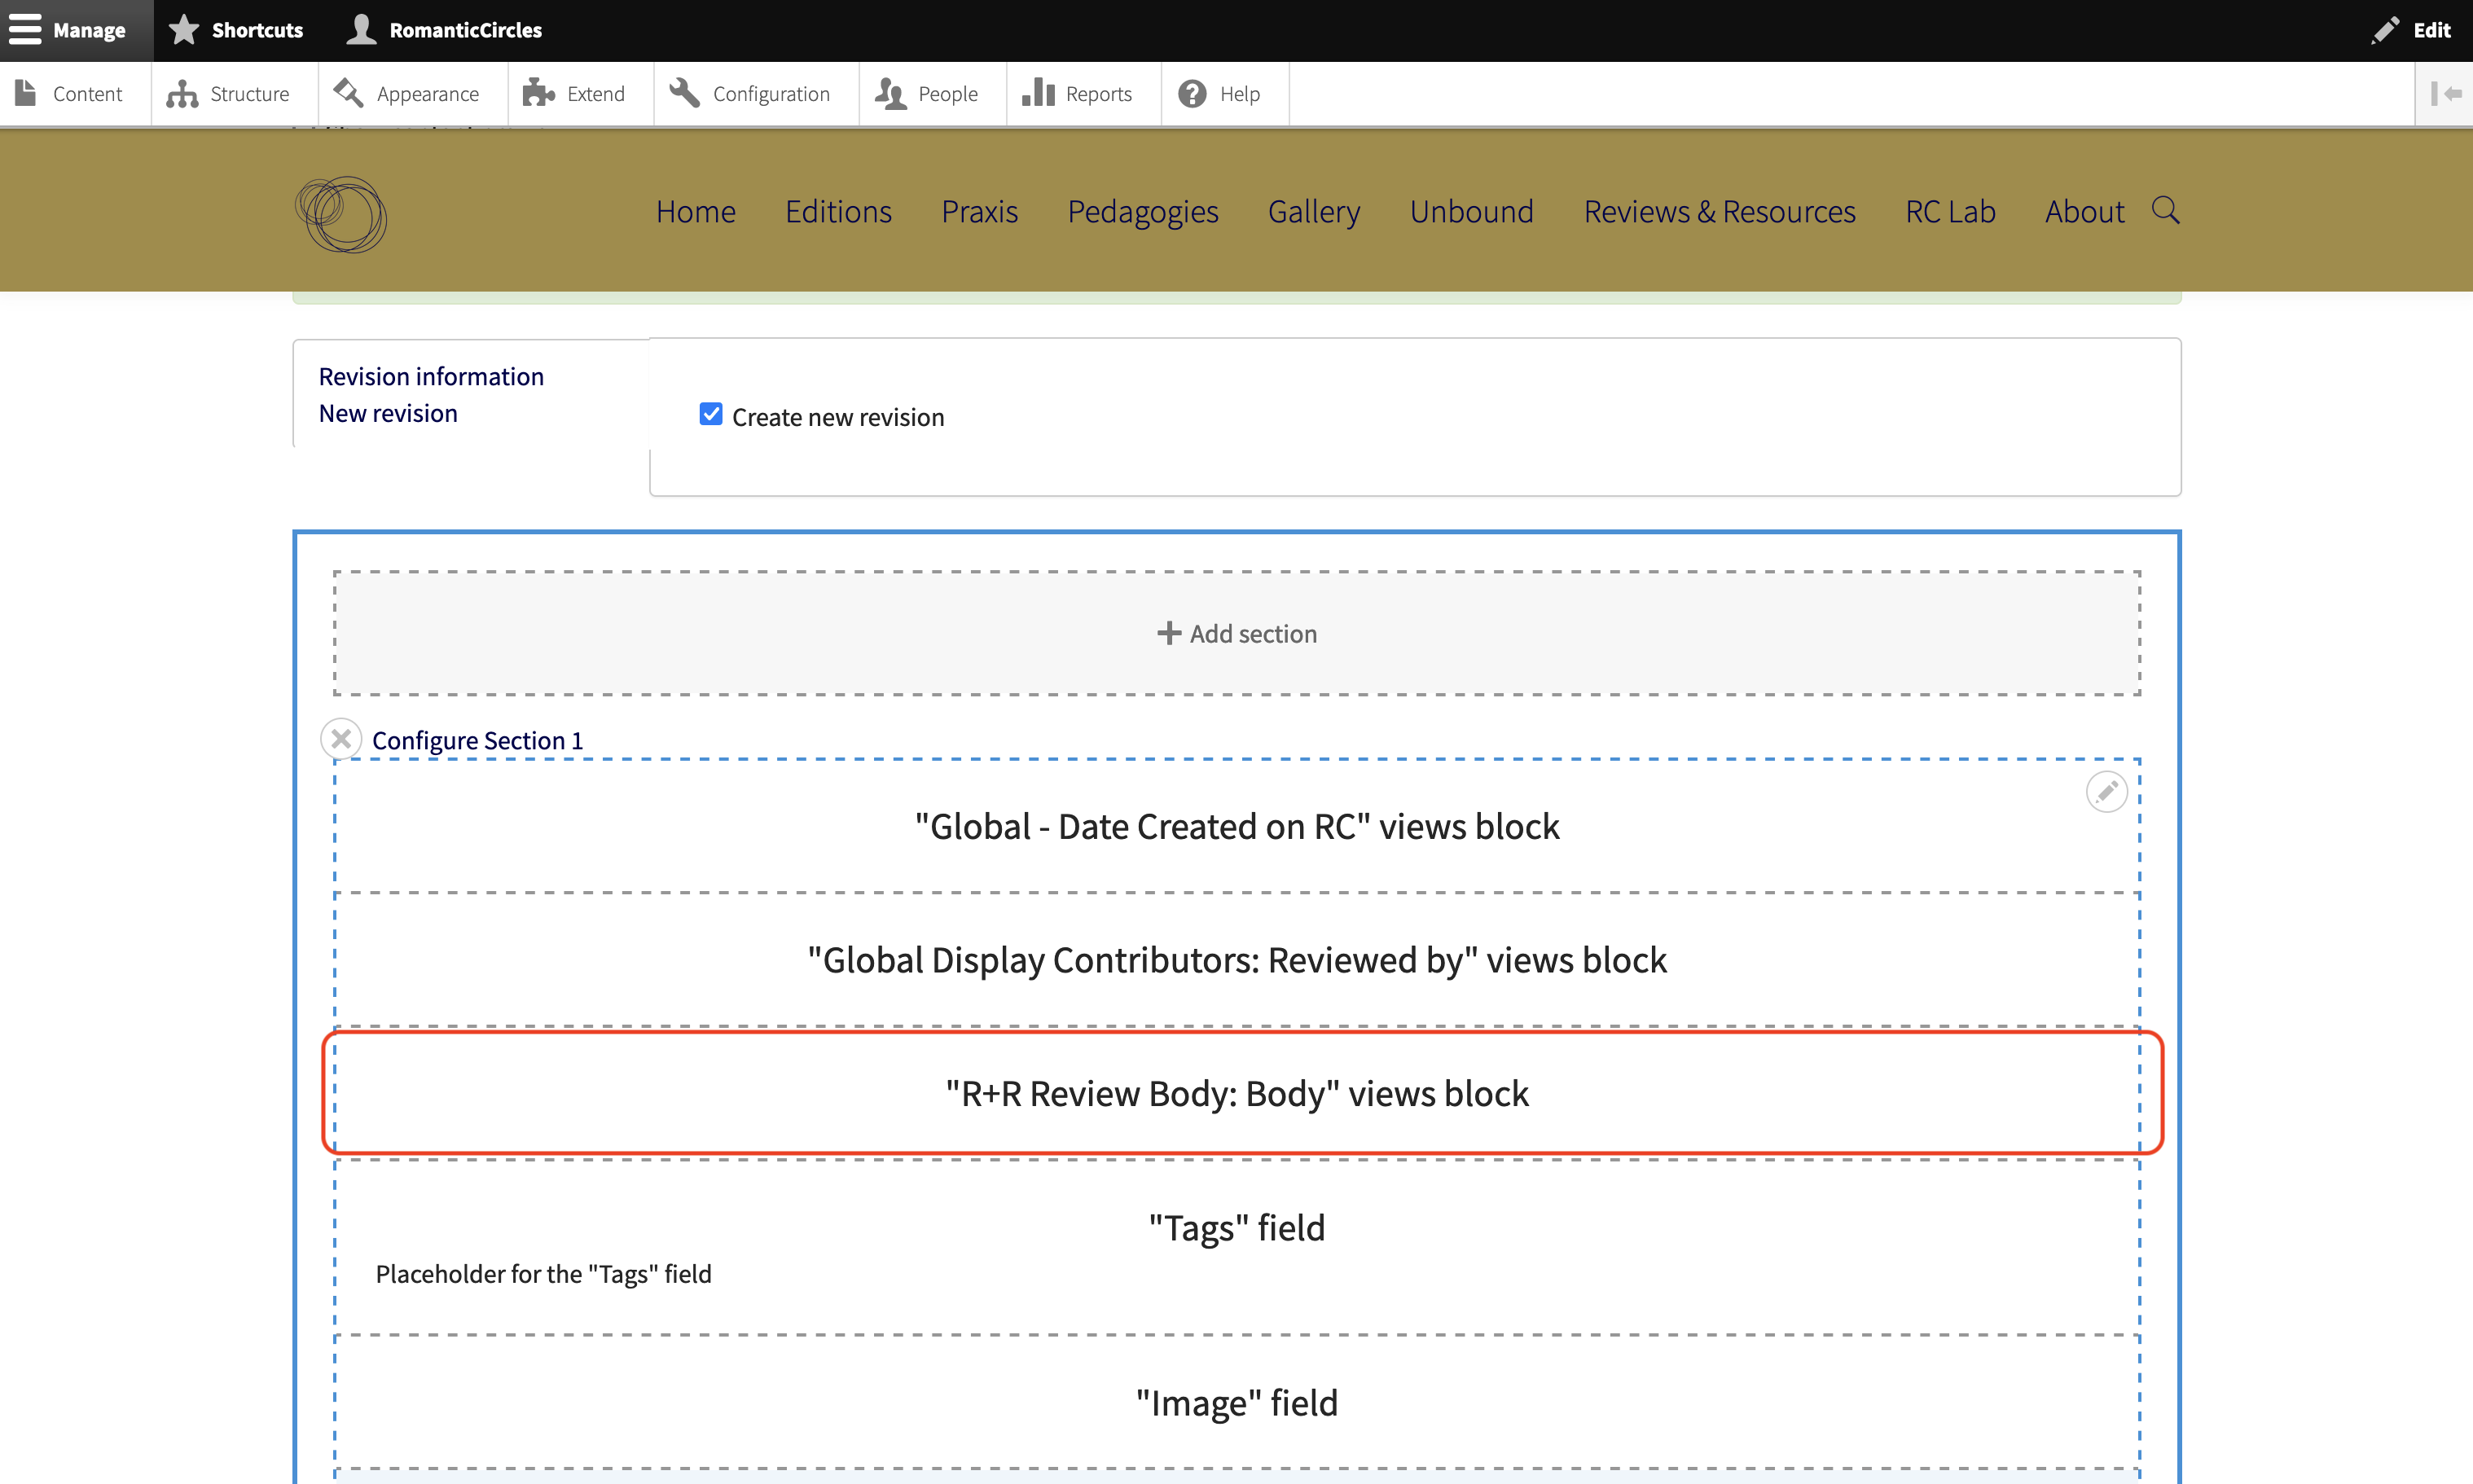 Manage Shortcuts RomanticCircles Edit
Content Structure Appearance Extend Configuration People Reports Help
Home Editions Praxis Pedagogies Gallery Unbound Reviews & Resources RC Lab About
Revision information
New revision
Create new revision
Add section
Configure Section 1
"Global - Date Created on RC" views block
"Global Display Contributors: Reviewed by" views block
"R+R Review Body: Body" views block
"Tags" field
Placeholder for the "Tags" field
"Image" field